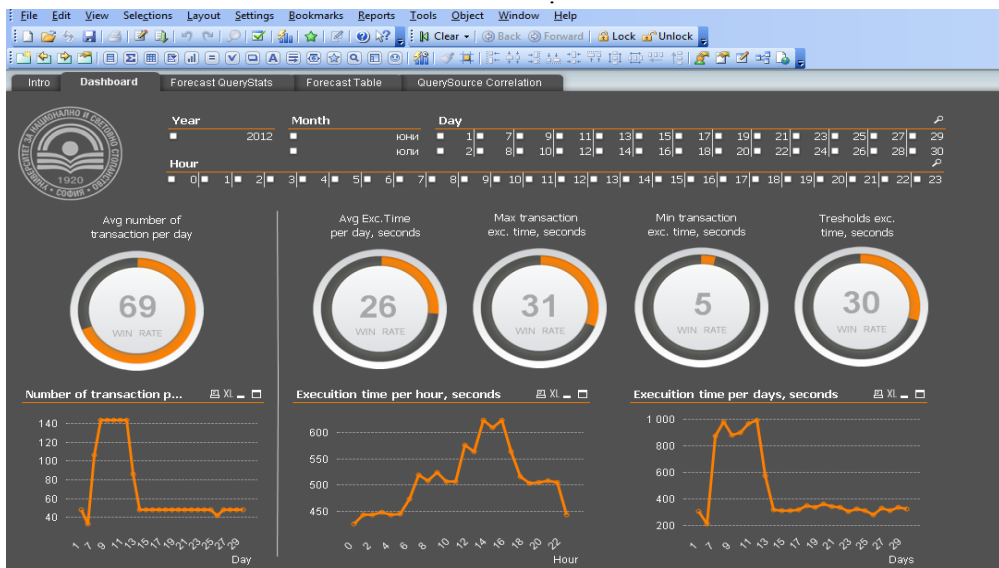 File Edit View Selections Layout Settings Bookmarks Reports Tools Object Window Help
Clear Back Forward Lock Unlock
Intro Dashboard Forecast QueryStats Forecast Table QuerySource Correlation
УНИВЕРСИТЕТ ЗА НАЦИОНАЛНО И СВЕТОВНО СТОПАНСТВО
1920
СОФИЯ
Year Month Day
2012 юни 1 7 9 11 13 15 17 19 21 23 25 27 29
юли 2 8 10 12 14 16 18 20 22 24 26 28 30
Hour
0 1 2 3 4 5 6 7 8 9 10 11 12 13 14 15 16 17 18 19 20 21 22 23
Avg number of
transaction per day
69
WIN RATE
Avg Exc.Time
per day, seconds
26
WIN RATE
Max transaction
exc. time, seconds
31
WIN RATE
Min transaction
exc. time, seconds
5
WIN RATE
Tresholds exc.
time, seconds
30
WIN RATE
Number of transaction p... XL
140
120
100
80
60
40
1 7 9 11 13 15 17 19 21 23 25 27 29
Day
Execuition time per hour, seconds XL
600
550
500
450
0 2 4 6 8 10 12 14 16 18 20 22
Hour
Execuition time per days, seconds XL
1 000
800
600
400
200
1 7 9 11 13 15 17 19 21 23 25 27 29
Days